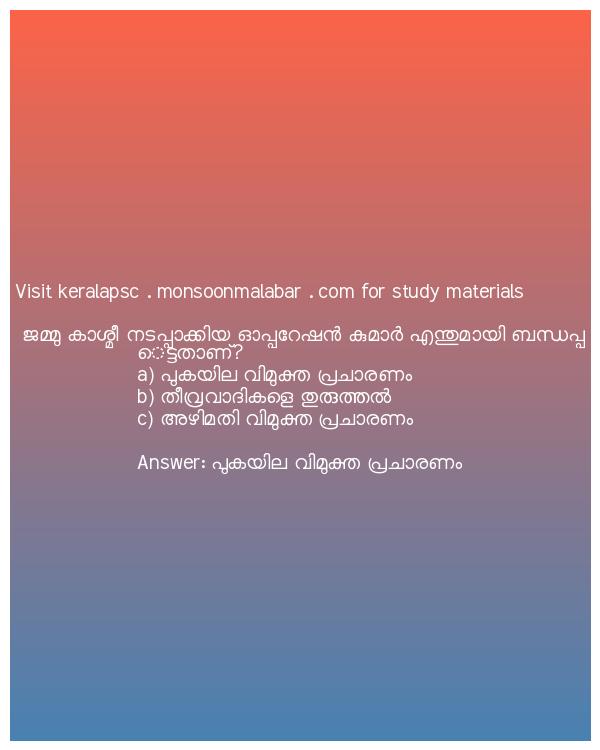 Visit keralapsc . monsoonmalabar . com for study materials
ജമ്മു കാശ്മീ നടപ്പാക്കിയ ഓപ്പറേഷൻ കുമാർ എന്തുമായി ബന്ധപ്പ
െട്ടതാണ്?
a) പുകയില വിമുക്ത പ്രചാരണം
b) തീവ്രവാദികളെ തുരുത്തൽ
c) അഴിമതി വിമുക്ത പ്രചാരണം
Answer: പുകയില വിമുക്ത പ്രചാരണം